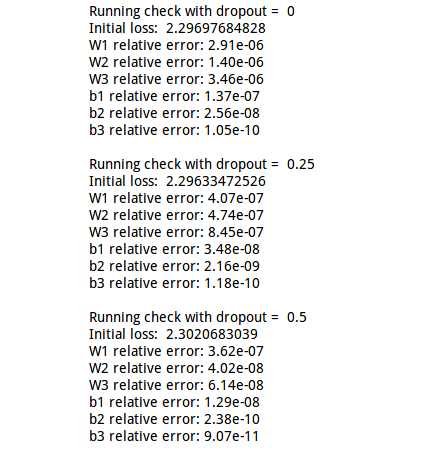 Running check with dropout =  0
Initial loss:  2.29697684828
W1 relative error: 2.91e-06
W2 relative error: 1.40e-06
W3 relative error: 3.46e-06
b1 relative error: 1.37e-07
b2 relative error: 2.56e-08
b3 relative error: 1.05e-10
Running check with dropout =  0.25
Initial loss:  2.29633472526
W1 relative error: 4.07e-07
W2 relative error: 4.74e-07
W3 relative error: 8.45e-07
b1 relative error: 3.48e-08
b2 relative error: 2.16e-09
b3 relative error: 1.18e-10
Running check with dropout =  0.5
Initial loss:  2.3020683039
W1 relative error: 3.62e-07
W2 relative error: 4.02e-08
W3 relative error: 6.14e-08
b1 relative error: 1.29e-08
b2 relative error: 2.38e-10
b3 relative error: 9.07e-11